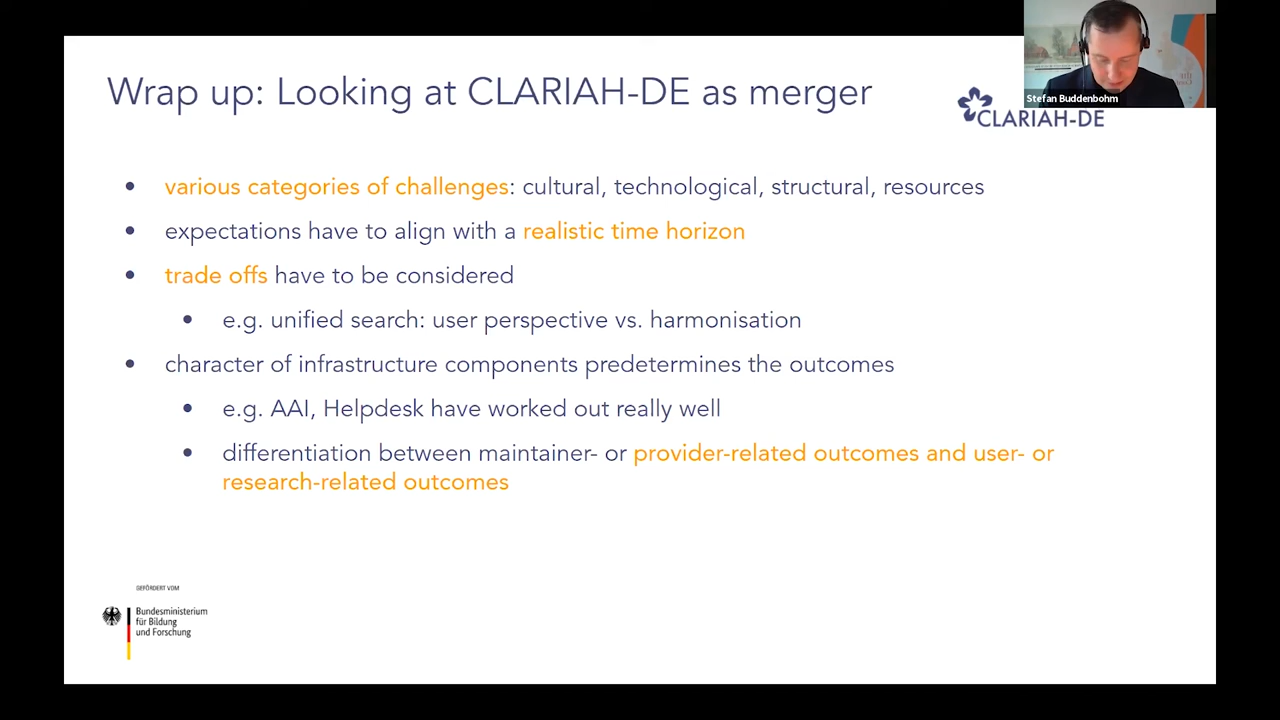 Wrap up: Looking at CLARIAH-DE as merger
Stefan Buddenbohm
CLARIAH-DE
• various categories of challenges: cultural, technological, structural, resources
• expectations have to align with a realistic time horizon
• trade offs have to be considered
• e.g. unified search: user perspective vs. harmonisation
• character of infrastructure components predetermines the outcomes
• e.g. AAI, Helpdesk have worked out really well
• differentiation between maintainer- or provider-related outcomes and user- or
research-related outcomes
GEFÖRDERT VOM
Bundesministerium
für Bildung
und Forschung